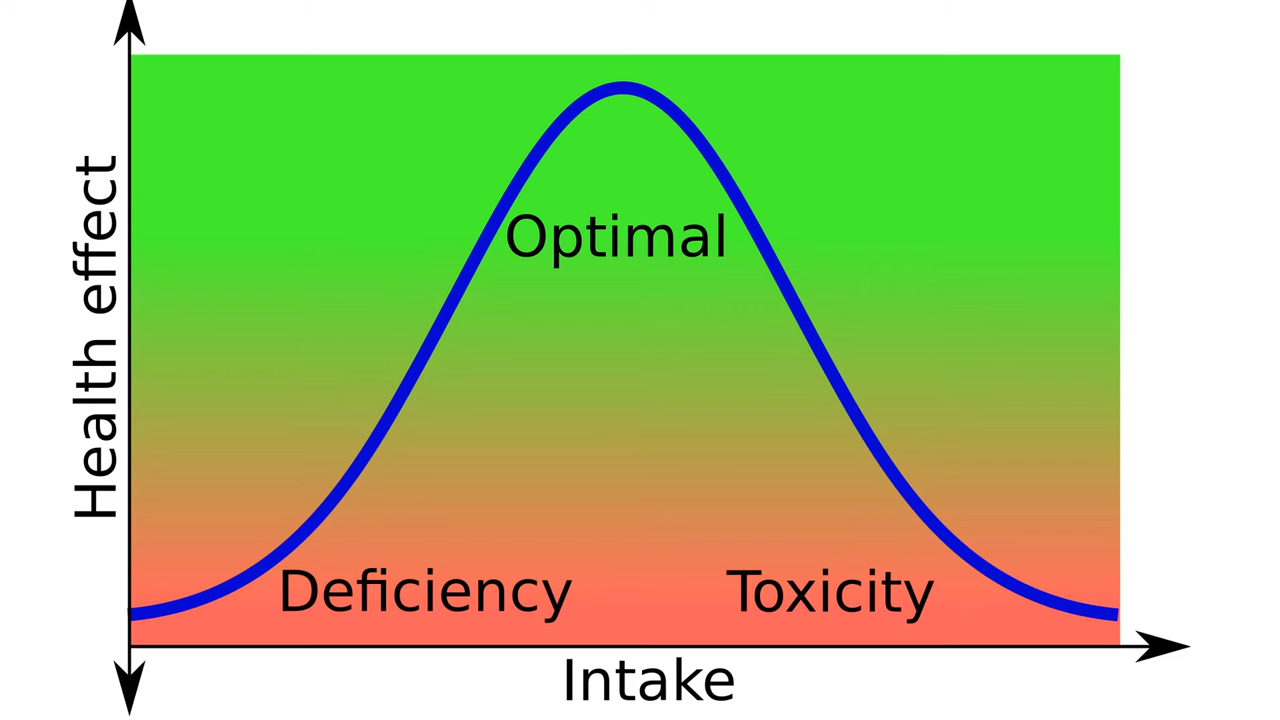 Health effect
Optimal
Deficiency
Toxicity
Intake